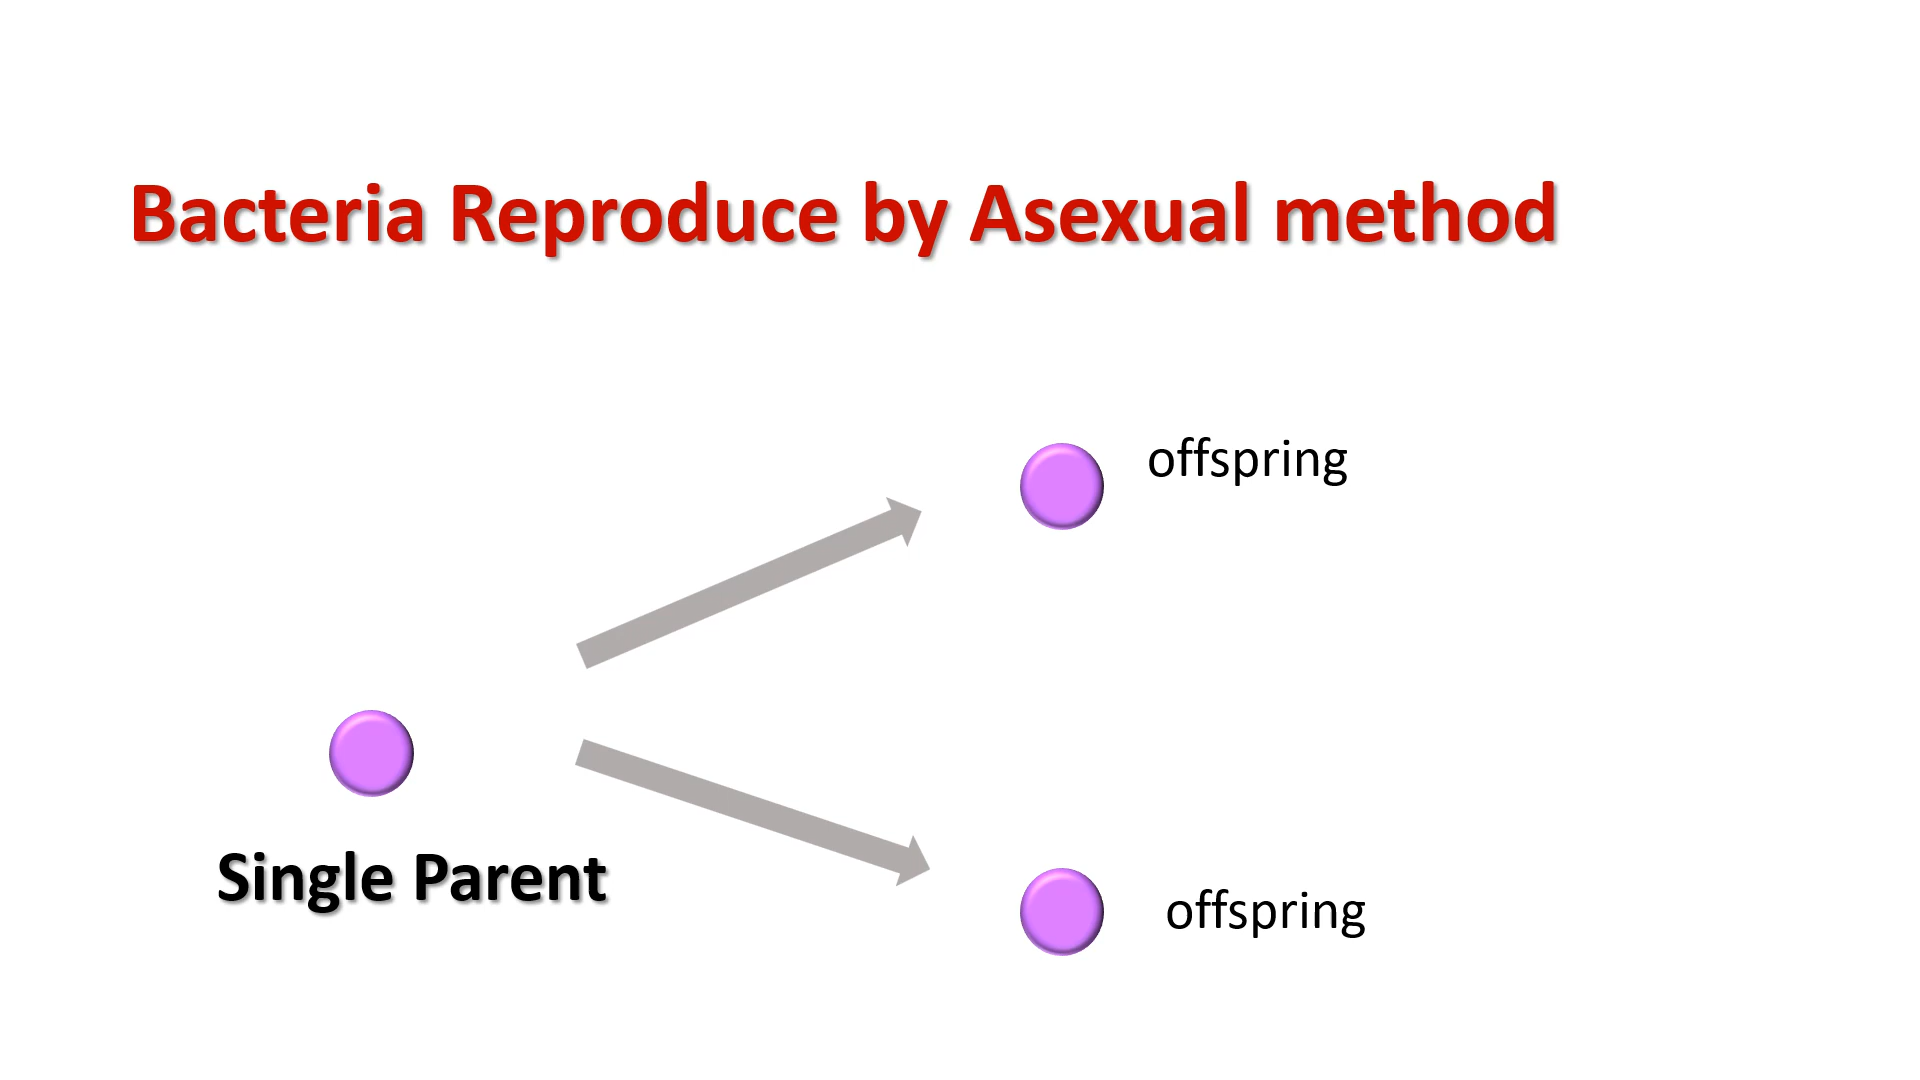 Bacteria Reproduce by Asexual method
offspring
Single Parent
offspring